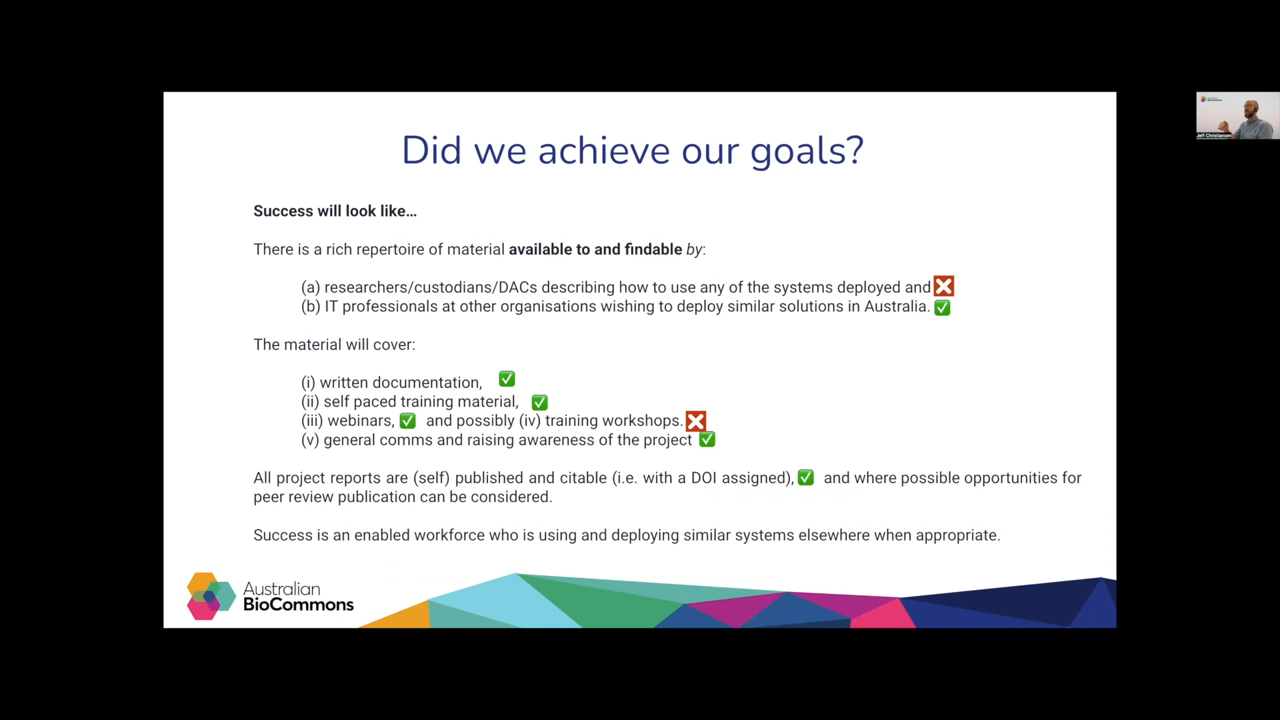 Did we achieve our goals?
Success will look like...
There is a rich repertoire of material available to and findable by:
(a) researchers/custodians/DACs describing how to use any of the systems deployed and ❌
(b) IT professionals at other organisations wishing to deploy similar solutions in Australia. ✅
The material will cover:
(i) written documentation, ✅
(ii) self paced training material, ✅
(iii) webinars, ✅ and possibly (iv) training workshops. ❌
(v) general comms and raising awareness of the project ✅
All project reports are (self) published and citable (i.e. with a DOI assigned), ✅ and where possible opportunities for
peer review publication can be considered.
Success is an enabled workforce who is using and deploying similar systems elsewhere when appropriate.
Australian
BioCommons
Jeff Christiansen